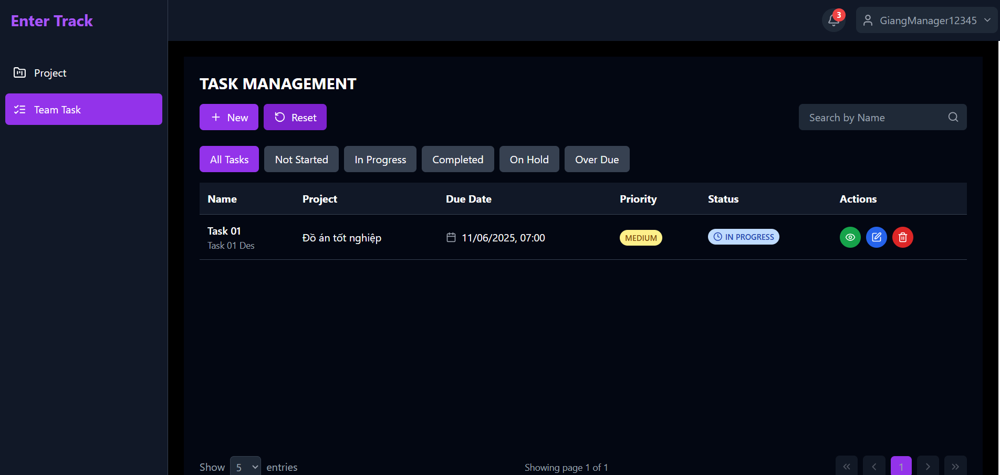 Enter Track
3
GiangManager12345
Project
Team Task
TASK MANAGEMENT
New
Reset
Search by Name
All Tasks
Not Started
In Progress
Completed
On Hold
Over Due
Name Project Due Date Priority Status Actions
Task 01
Task 01 Des
Đồ án tốt nghiệp
11/06/2025, 07:00
MEDIUM
IN PROGRESS
Show 5 entries
Showing page 1 of 1
1